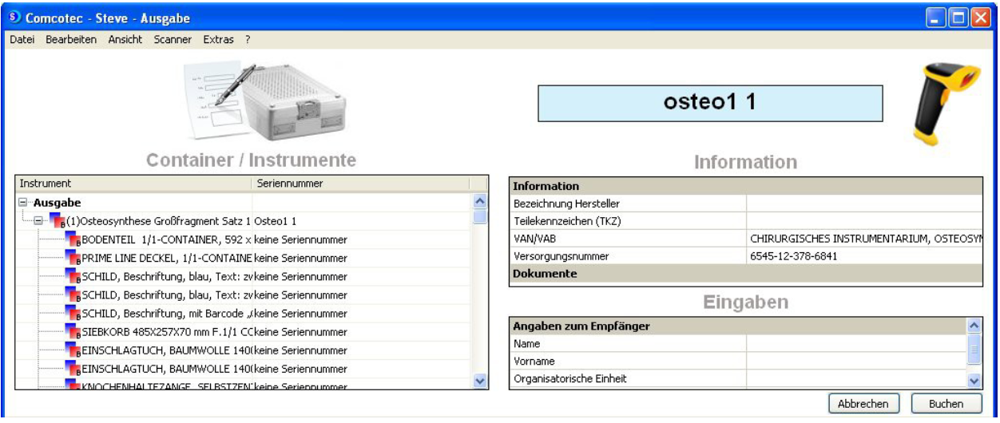 Comcotec - Steve - Ausgabe
Datei Bearbeiten Ansicht Scanner Extras ?
osteo1 1
Container / Instrumente
Instrument Seriennummer
Ausgabe
(1)Osteosynthese Großfragment Satz 1 Osteo1 1
BODENTEIL 1/1-CONTAINER, 592 x keine Seriennummer
PRIME LINE DECKEL, 1/1-CONTAINE keine Seriennummer
SCHILD, Beschriftung, blau, Text: zw keine Seriennummer
SCHILD, Beschriftung, blau, Text: zw keine Seriennummer
SCHILD, Beschriftung, mit Barcode „ keine Seriennummer
SIEBKORB 485X257X70 mm F.1/1 CC keine Seriennummer
EINSCHLAGTUCH, BAUMWOLLE 140( keine Seriennummer
EINSCHLAGTUCH, BAUMWOLLE 140( keine Seriennummer
KNOCHENHALTEZANGE, SELBSTZEN keine Seriennummer
Information
Information
Bezeichnung Hersteller
Teilekennzeichen (TKZ)
VAN/VAB CHIRURGISCHES INSTRUMENTARIUM, OSTEOSYN
Versorgungsnummer 6545-12-378-6841
Dokumente
Eingaben
Angaben zum Empfänger
Name
Vorname
Organisatorische Einheit
Abbrechen Buchen